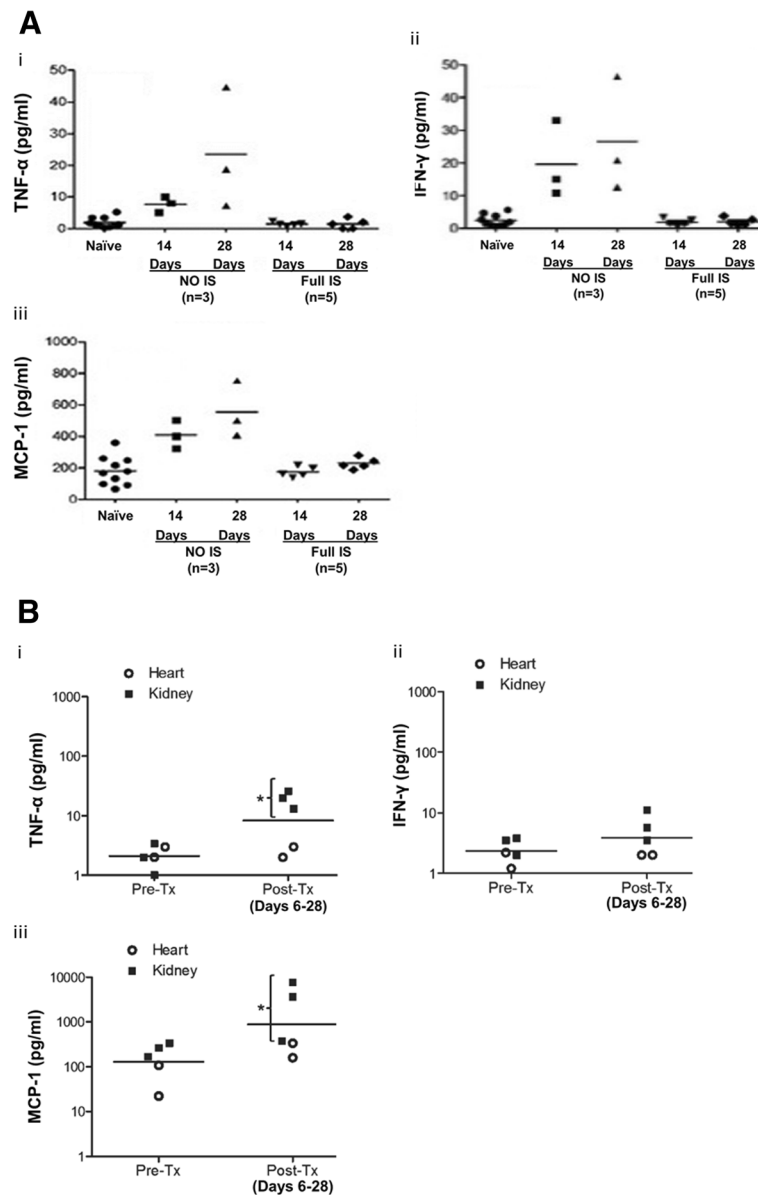 A
i
TNF-α (pg/ml)
50
40
30
20
10
0
Naïve 14 28 14 28
Days Days Days Days
NO IS Full IS
(n=3) (n=5)
ii
IFN-γ (pg/ml)
50
40
30
20
10
0
Naïve 14 28 14 28
Days Days Days Days
NO IS Full IS
(n=3) (n=5)
iii
MCP-1 (pg/ml)
1000
800
600
400
200
0
Naïve 14 28 14 28
Days Days Days Days
NO IS Full IS
(n=3) (n=5)
B
i
Heart
Kidney
TNF-α (pg/ml)
1000
100
10
1
*
Pre-Tx Post-Tx
(Days 6-28)
ii
Heart
Kidney
IFN-γ (pg/ml)
1000
100
10
1
Pre-Tx Post-Tx
(Days 6-28)
iii
Heart
Kidney
MCP-1 (pg/ml)
10000
1000
100
10
1
*
Pre-Tx Post-Tx
(Days 6-28)